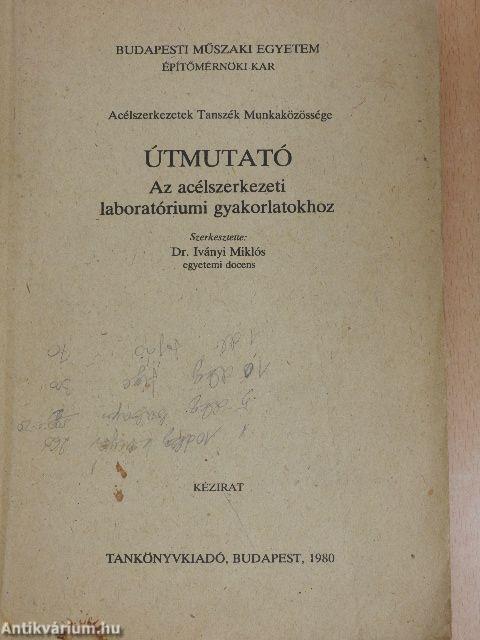 BUDAPESTI MŰSZAKI EGYETEM
ÉPÍTŐMÉRNÖKI KAR
Acélszerkezetek Tanszék Munkaközössége
ÚTMUTATÓ
Az acélszerkezeti
laboratóriumi gyakorlatokhoz
Szerkesztette:
Dr. Iványi Miklós
egyetemi docens
KÉZIRAT
TANKÖNYVKIADÓ, BUDAPEST, 1980
Antikvárium.hu